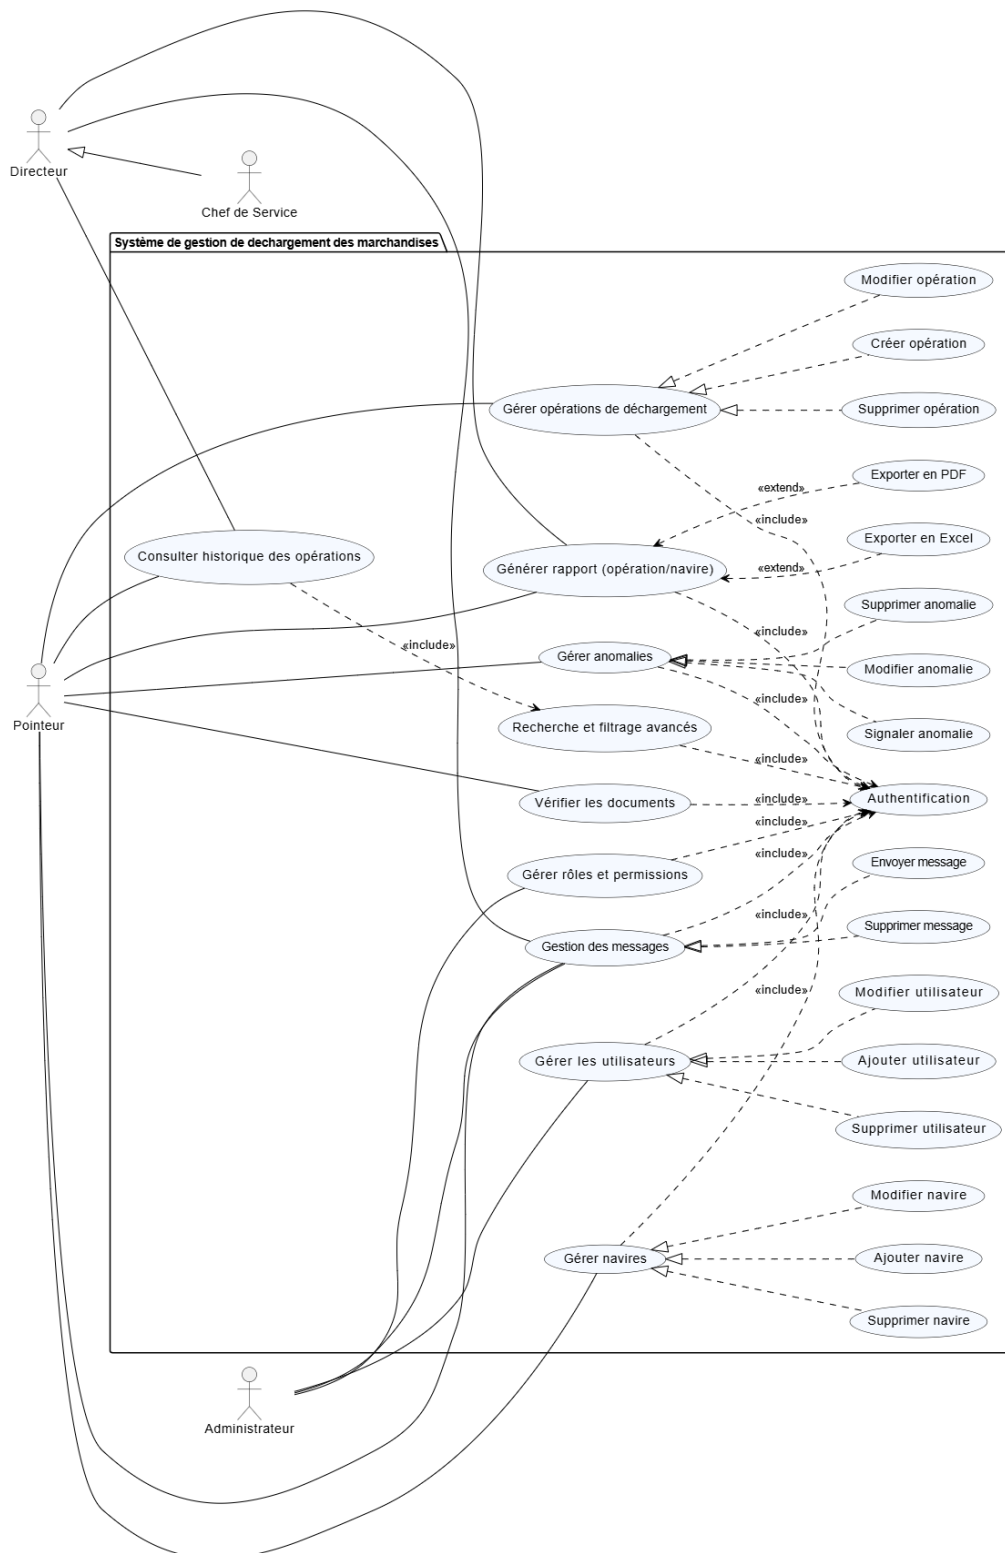 Directeur
Chef de Service
Système de gestion de dechargement des marchandises
Modifier opération
Créer opération
Gérer opérations de déchargement
Supprimer opération
Exporter en PDF
«extend»
«include»
Exporter en Excel
Consulter historique des opérations
Générer rapport (opération/navire)
«extend»
Supprimer anomalie
«include»
«include»
Gérer anomalies
Modifier anomalie
«include»
Pointeur
Recherche et filtrage avancés
Signaler anomalie
«include»
Authentification
Vérifier les documents
«include»
«include»
«include»
Envoyer message
Gérer rôles et permissions
«include»
Supprimer message
Gestion des messages
«include»
Modifier utilisateur
Gérer les utilisateurs
Ajouter utilisateur
Supprimer utilisateur
Modifier navire
Gérer navires
Ajouter navire
Supprimer navire
Administrateur